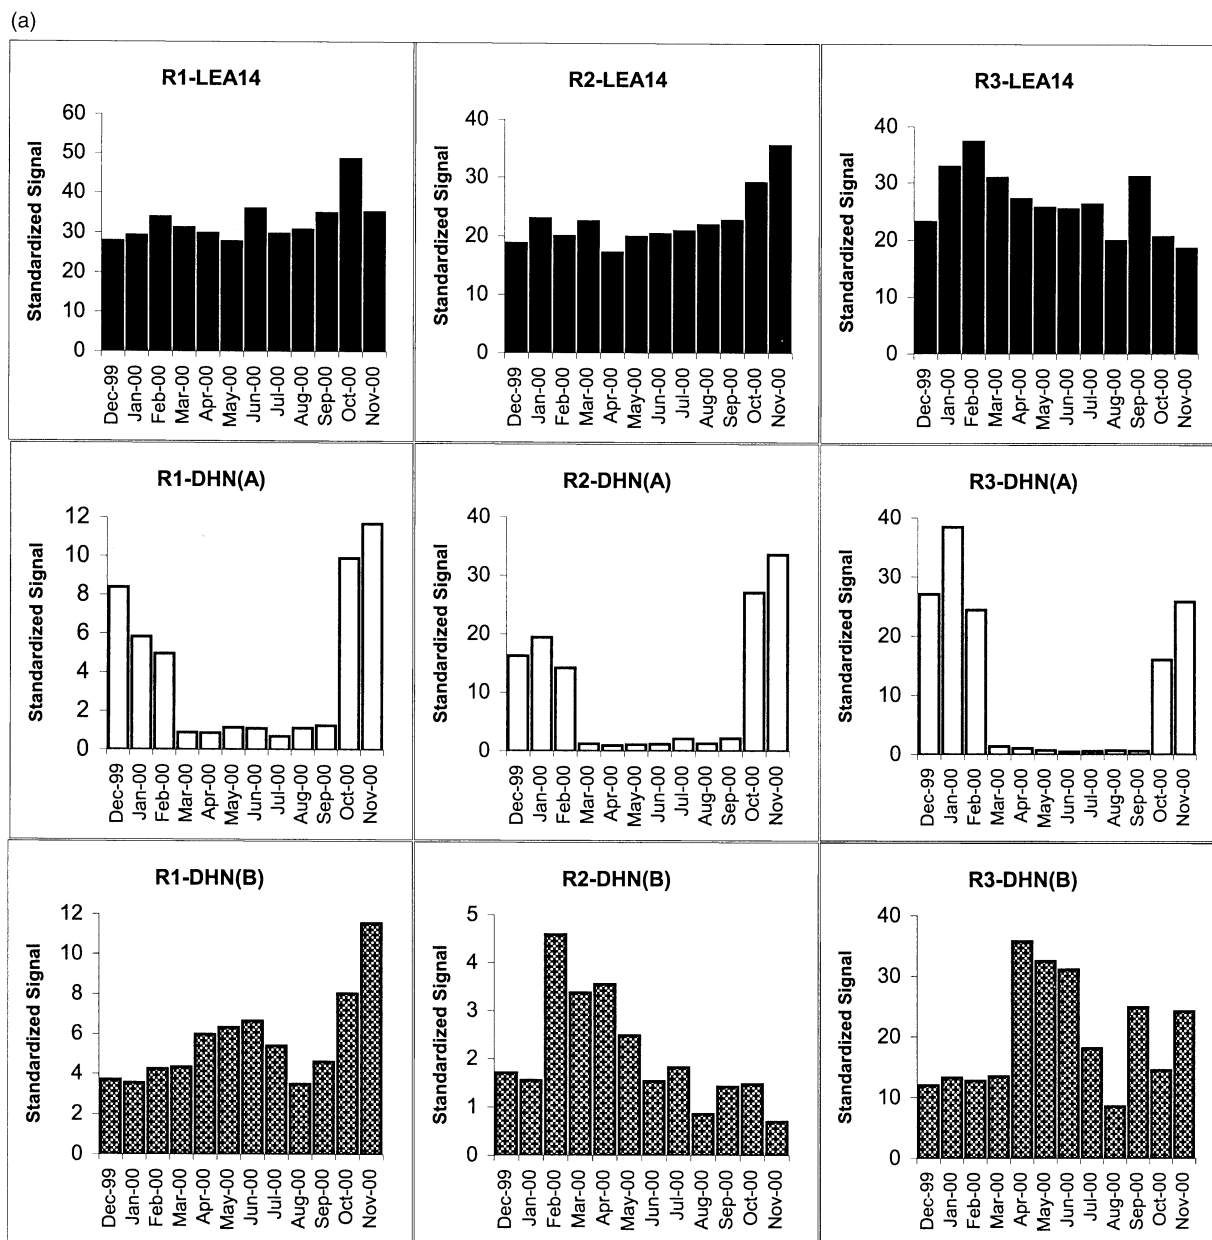 (a)
R1-LEA14
Standardized Signal
60
50
40
30
20
10
0
Dec-99
Jan-00
Feb-00
Mar-00
Apr-00
May-00
Jun-00
Jul-00
Aug-00
Sep-00
Oct-00
Nov-00
R2-LEA14
Standardized Signal
40
30
20
10
0
Dec-99
Jan-00
Feb-00
Mar-00
Apr-00
May-00
Jun-00
Jul-00
Aug-00
Sep-00
Oct-00
Nov-00
R3-LEA14
Standardized Signal
40
30
20
10
0
Dec-99
Jan-00
Feb-00
Mar-00
Apr-00
May-00
Jun-00
Jul-00
Aug-00
Sep-00
Oct-00
Nov-00
R1-DHN(A)
Standardized Signal
12
10
8
6
4
2
0
Dec-99
Jan-00
Feb-00
Mar-00
Apr-00
May-00
Jun-00
Jul-00
Aug-00
Sep-00
Oct-00
Nov-00
R2-DHN(A)
Standardized Signal
40
30
20
10
0
Dec-99
Jan-00
Feb-00
Mar-00
Apr-00
May-00
Jun-00
Jul-00
Aug-00
Sep-00
Oct-00
Nov-00
R3-DHN(A)
Standardized Signal
40
30
20
10
0
Dec-99
Jan-00
Feb-00
Mar-00
Apr-00
May-00
Jun-00
Jul-00
Aug-00
Sep-00
Oct-00
Nov-00
R1-DHN(B)
Standardized Signal
12
10
8
6
4
2
0
Dec-99
Jan-00
Feb-00
Mar-00
Apr-00
May-00
Jun-00
Jul-00
Aug-00
Sep-00
Oct-00
Nov-00
R2-DHN(B)
Standardized Signal
5
4
3
2
1
0
Dec-99
Jan-00
Feb-00
Mar-00
Apr-00
May-00
Jun-00
Jul-00
Aug-00
Sep-00
Oct-00
Nov-00
R3-DHN(B)
Standardized Signal
40
30
20
10
0
Dec-99
Jan-00
Feb-00
Mar-00
Apr-00
May-00
Jun-00
Jul-00
Aug-00
Sep-00
Oct-00
Nov-00